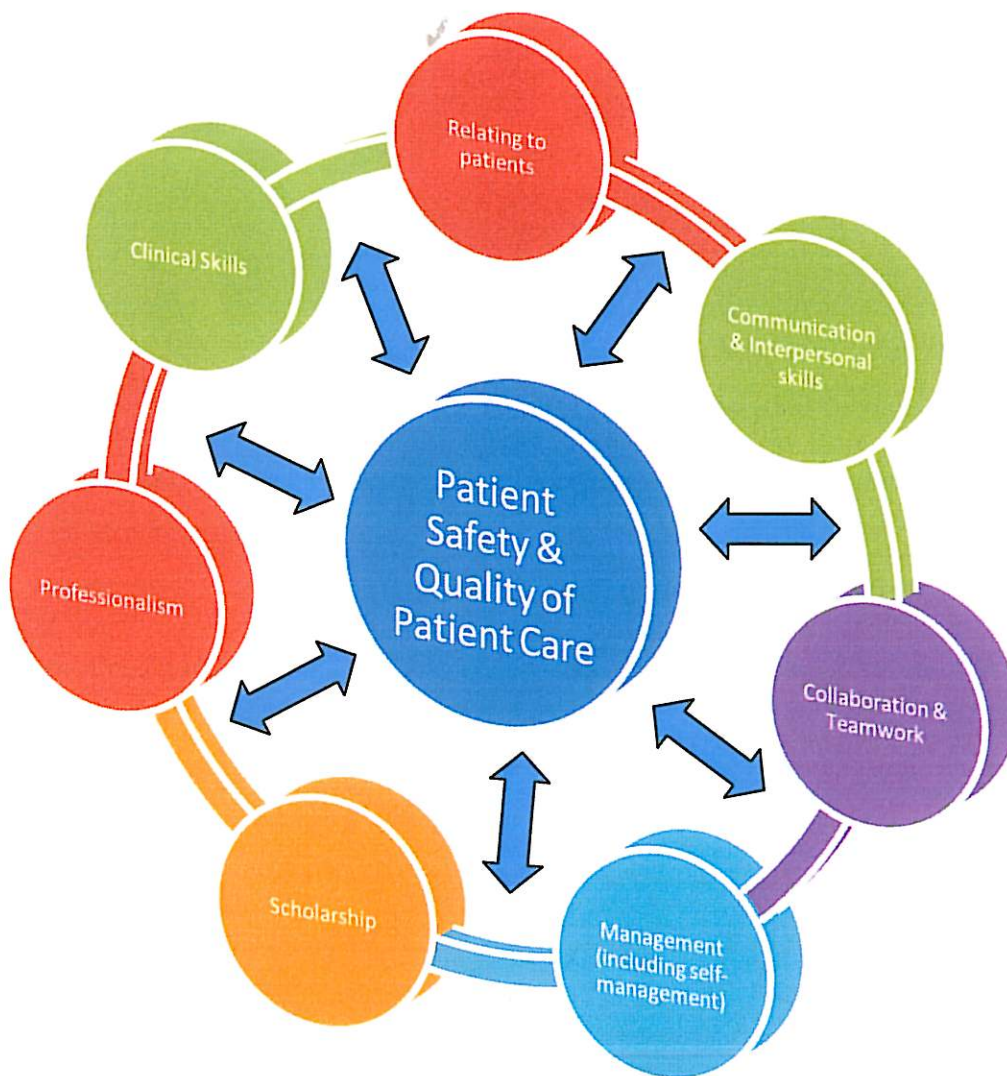 Relating to
patients
Communication
& Interpersonal
skills
Collaboration &
Teamwork
Management
(including self-
management)
Scholarship
Professionalism
Clinical Skills
Patient
Safety &
Quality of
Patient Care